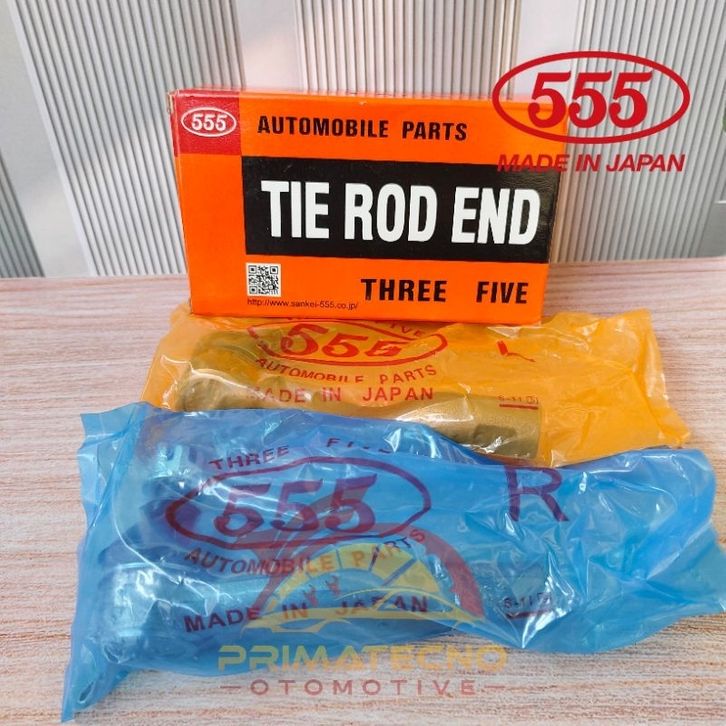 555
MADE IN JAPAN
555
AUTOMOBILE PARTS
TIE ROD END
http://www.sankei-555.co.jp/
THREE FIVE
FIVE
555
L
AUTOMOBILE PARTS
MADE IN JAPAN
THREE FIVE
555
R
AUTOMOBILE PARTS
MADE IN JAPAN
PRIMATECNO
OTOMOTIVE